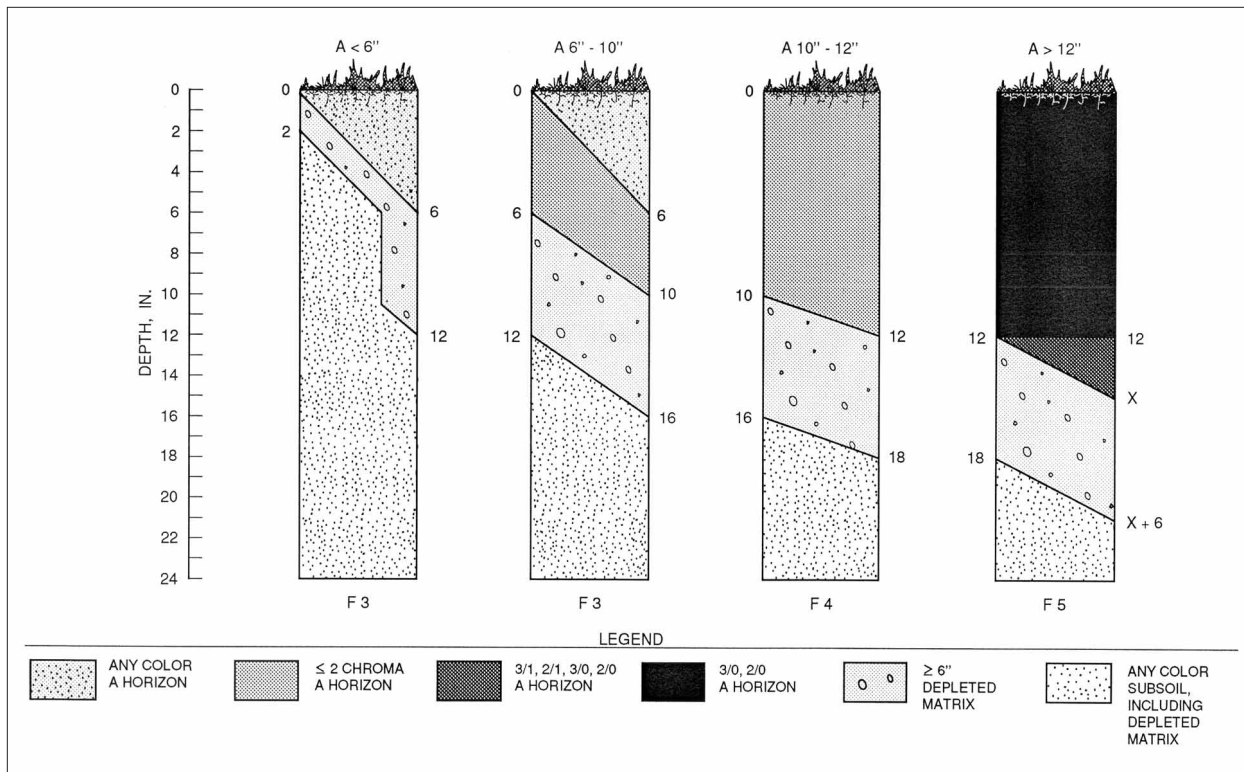 A < 6"
A 6" - 10"
A 10" - 12"
A > 12"
DEPTH, IN.
0
2
4
6
8
10
12
14
16
18
20
22
24
0
2
6
12
0
6
12
6
10
16
0
10
16
12
18
0
12
18
12
X
X + 6
F 3
F 3
F 4
F 5
LEGEND
ANY COLOR
A HORIZON
≤ 2 CHROMA
A HORIZON
3/1, 2/1, 3/0, 2/0
A HORIZON
3/0, 2/0
A HORIZON
≥ 6"
DEPLETED
MATRIX
ANY COLOR
SUBSOIL,
INCLUDING
DEPLETED
MATRIX